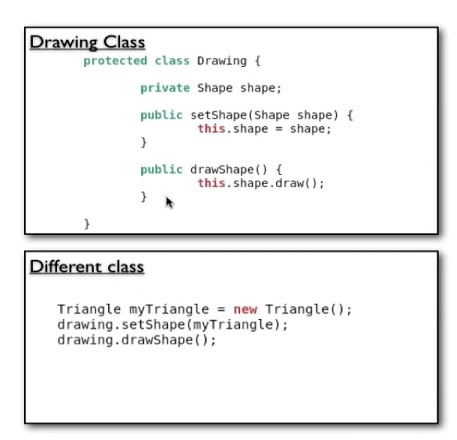 Drawing Class
protected class Drawing {
private Shape shape;
public setShape(Shape shape) {
this.shape = shape;
}
public drawShape() {
this.shape.draw();
}
}
Different class
Triangle myTriangle = new Triangle();
drawing.setShape(myTriangle);
drawing.drawShape();